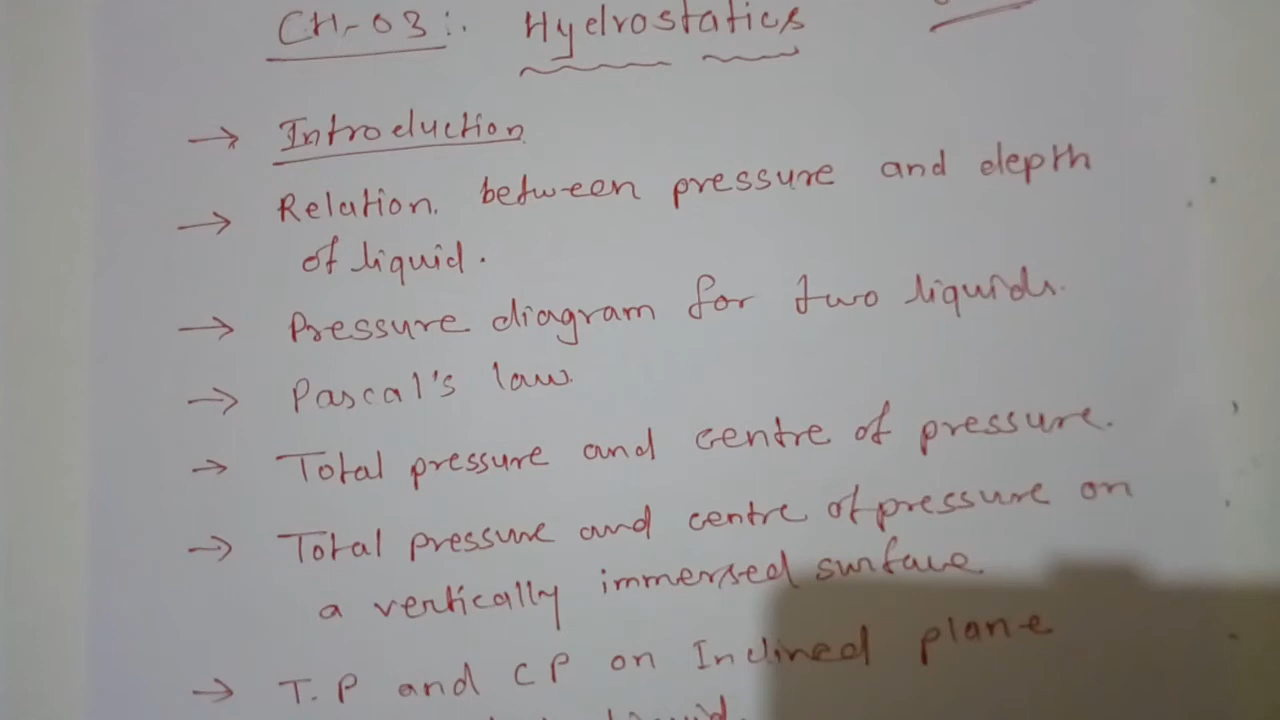 CH-03:. Hydrostatics
→ Introduction
→ Relation. between pressure and depth
of liquid.
→ Pressure diagram for two liquids.
→ Pascal's law.
→ Total pressure and centre of pressure.
→ Total pressure and centre of pressure on
a vertically immersed surface
→ T.P and CP on Inclined plane